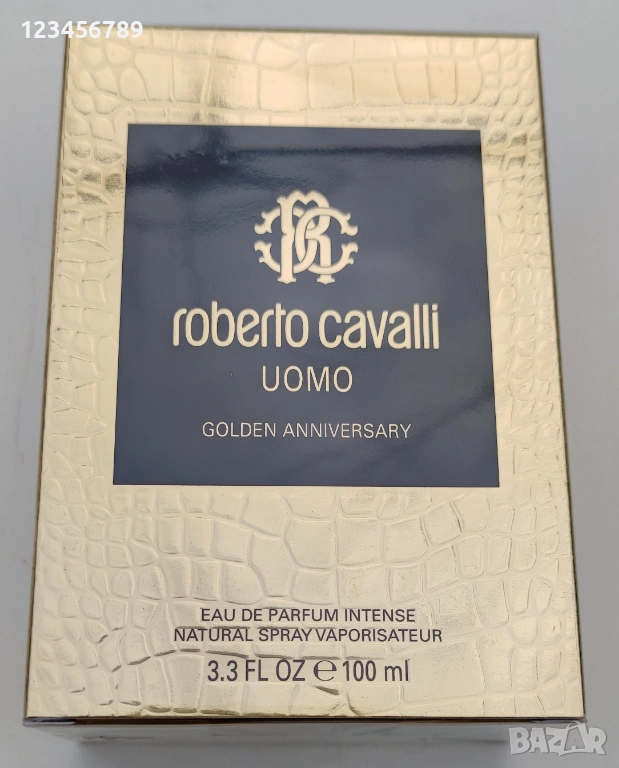 123456789
roberto cavalli
UOMO
GOLDEN ANNIVERSARY
EAU DE PARFUM INTENSE
NATURAL SPRAY VAPORISATEUR
3.3 FL OZ ℮ 100 ml
BAZAR